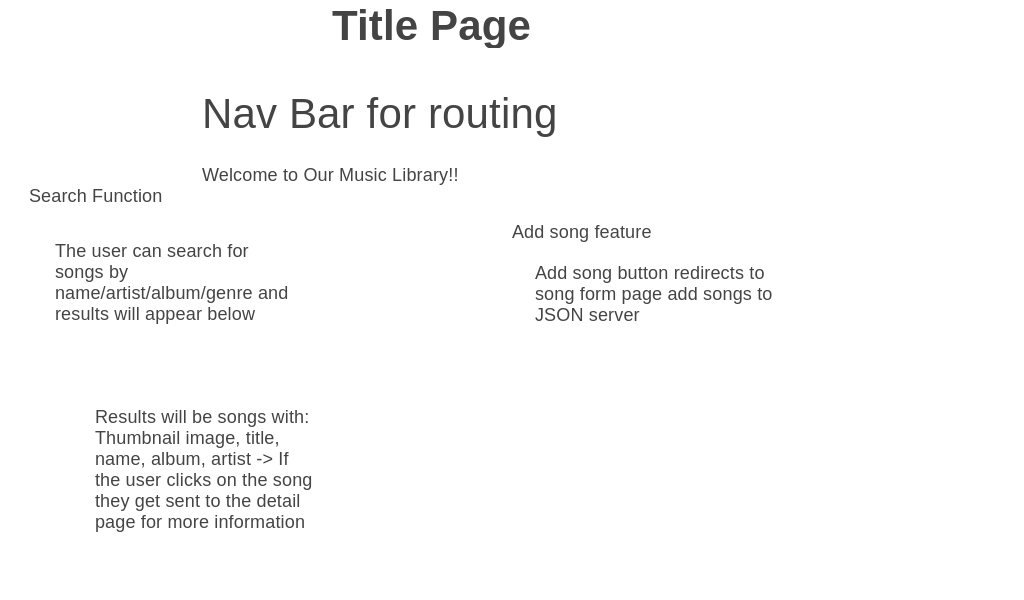 Title Page
Nav Bar for routing
Welcome to Our Music Library!!
Search Function
The user can search for
songs by
name/artist/album/genre and
results will appear below
Add song feature
Add song button redirects to
song form page add songs to
JSON server
Results will be songs with:
Thumbnail image, title,
name, album, artist -> If
the user clicks on the song
they get sent to the detail
page for more information